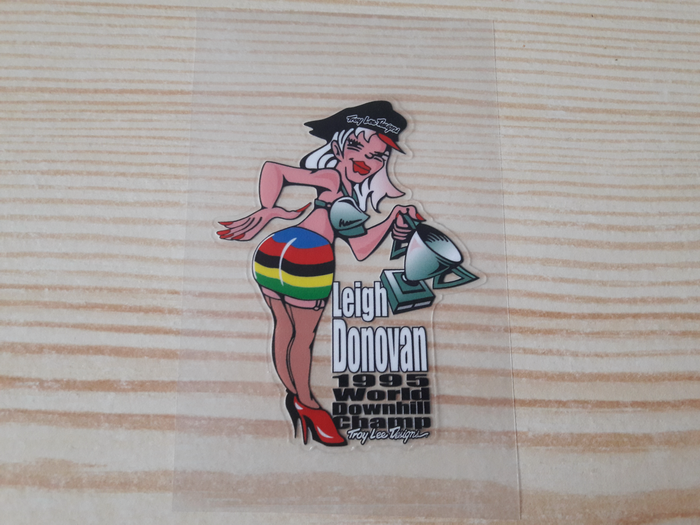 Troy Lee Designs
Leigh
Donovan
1995
World
Downhill
Champ
Troy Lee Designs